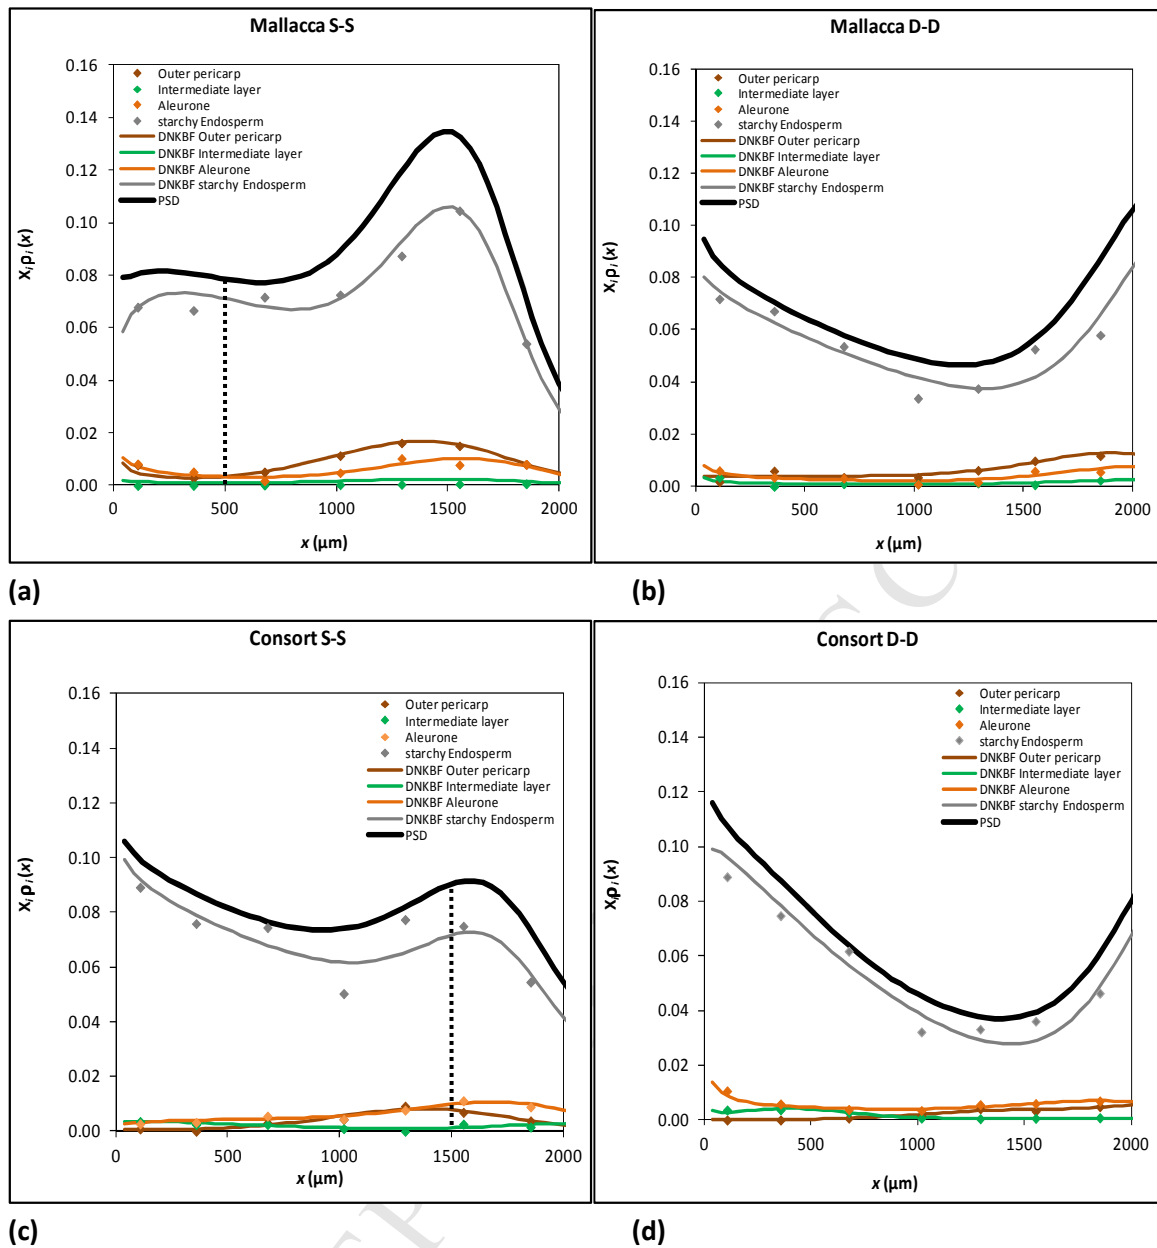 Mallacca S-S
0.16
0.14
0.12
0.10
0.08
0.06
0.04
0.02
0.00
Xᵢρᵢ(x)
Outer pericarp
Intermediate layer
Aleurone
starchy Endosperm
DNKBF Outer pericarp
DNKBF Intermediate layer
DNKBF Aleurone
DNKBF starchy Endosperm
PSD
0 500 1000 1500 2000
x (μm)
(a)
Mallacca D-D
0.16
0.14
0.12
0.10
0.08
0.06
0.04
0.02
0.00
Xᵢρᵢ(x)
Outer pericarp
Intermediate layer
Aleurone
starchy Endosperm
DNKBF Outer pericarp
DNKBF Intermediate layer
DNKBF Aleurone
DNKBF starchy Endosperm
PSD
0 500 1000 1500 2000
x (μm)
(b)
Consort S-S
0.16
0.14
0.12
0.10
0.08
0.06
0.04
0.02
0.00
Xᵢρᵢ(x)
Outer pericarp
Intermediate layer
Aleurone
starchy Endosperm
DNKBF Outer pericarp
DNKBF Intermediate layer
DNKBF Aleurone
DNKBF starchy Endosperm
PSD
0 500 1000 1500 2000
x (μm)
(c)
Consort D-D
0.16
0.14
0.12
0.10
0.08
0.06
0.04
0.02
0.00
Xᵢρᵢ(x)
Outer pericarp
Intermediate layer
Aleurone
starchy Endosperm
DNKBF Outer pericarp
DNKBF Intermediate layer
DNKBF Aleurone
DNKBF starchy Endosperm
PSD
0 500 1000 1500 2000
x (μm)
(d)